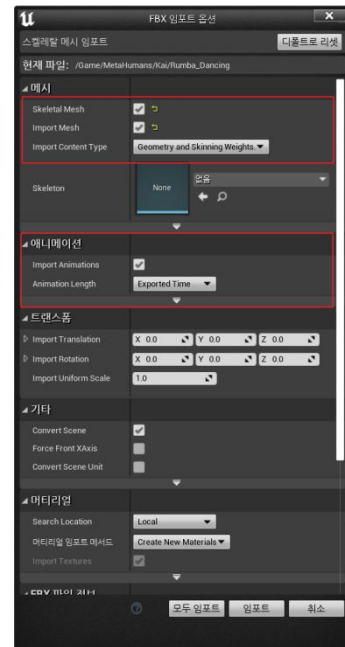 FBX 임포트 옵션
스켈레탈 메시 임포트 디폴트로 리셋
현재 파일: /Game/MetaHumans/Kai/Rumba_Dancing
메시
Skeletal Mesh
Import Mesh
Import Content Type Geometry and Skinning Weights.
Skeleton None 없음
애니메이션
Import Animations
Animation Length Exported Time
트랜스폼
Import Translation X 0.0 Y 0.0 Z 0.0
Import Rotation X 0.0 Y 0.0 Z 0.0
Import Uniform Scale 1.0
기타
Convert Scene
Force Front XAxis
Convert Scene Unit
머티리얼
Search Location Local
머티리얼 임포트 메서드 Create New Materials
Import Textures
모두 임포트 임포트 취소